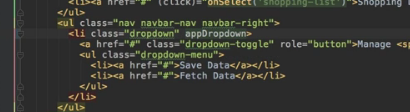 <li><a href="#" (click)="onSelect('shopping-list')">Shopping
</ul>
<ul class="nav navbar-nav navbar-right">
<li class="dropdown" appDropdown>
<a href="#" class="dropdown-toggle" role="button">Manage <sp
<ul class="dropdown-menu">
<li><a href="#">Save Data</a></li>
<li><a href="#">Fetch Data</a></li>
</ul>
</li>
</ul>